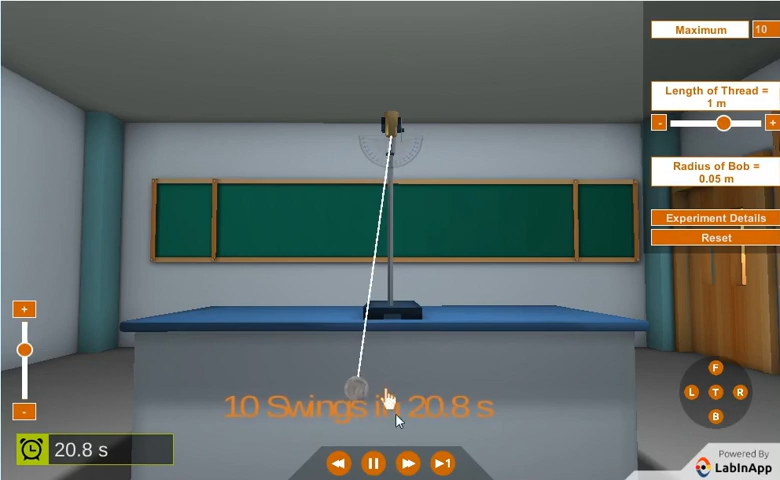 Maximum 10
Length of Thread =
1 m
- +
Radius of Bob =
0.05 m
Experiment Details
Reset
+
-
10 Swings in 20.8 s
F
L T R
B
20.8 s
1
Powered By
LabInApp